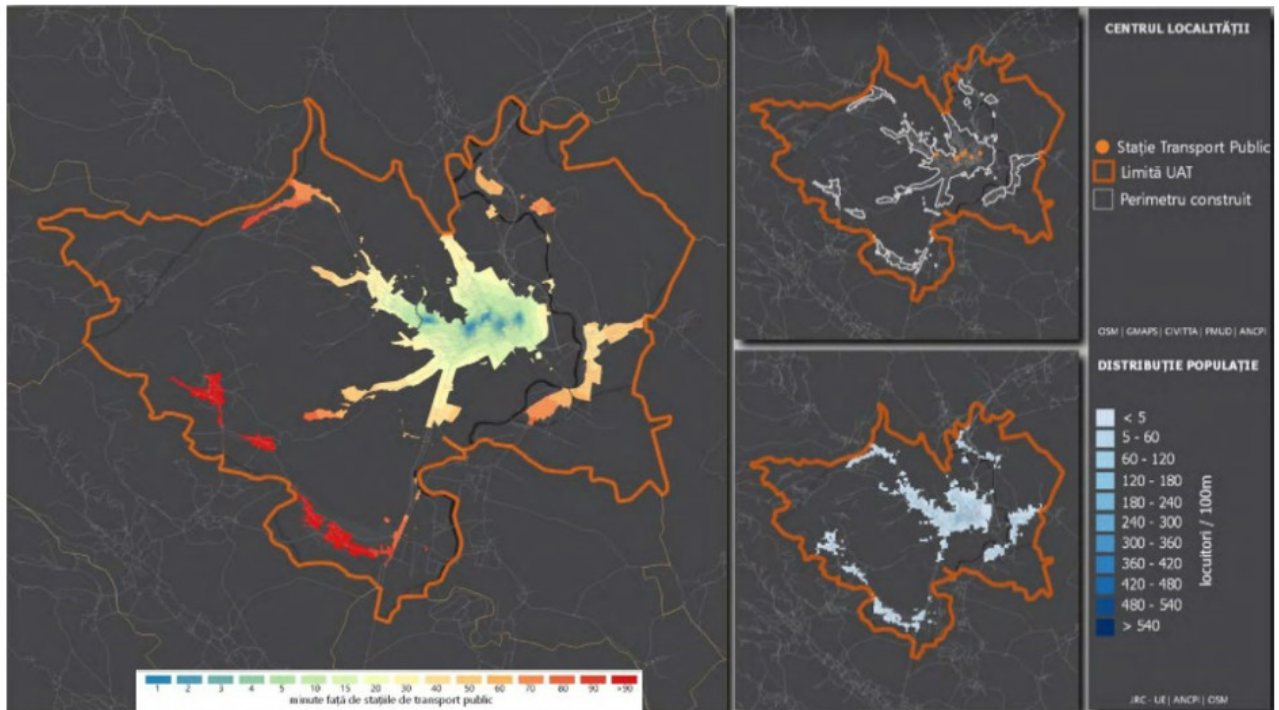 1 2 3 4 5 10 15 20 30 40 50 60 70 80 90 >90
minute față de stațiile de transport public
CENTRUL LOCALITĂȚII
Stație Transport Public
Limită UAT
Perimetru construit
OSM | GMAPS | CIVITTA | PMUD | ANCPI
DISTRIBUȚIE POPULAȚIE
< 5
5 - 60
60 - 120
120 - 180
180 - 240
240 - 300
300 - 360
360 - 420
420 - 480
480 - 540
> 540
locuitori / 100m
JRC - UE | ANCPI | OSM